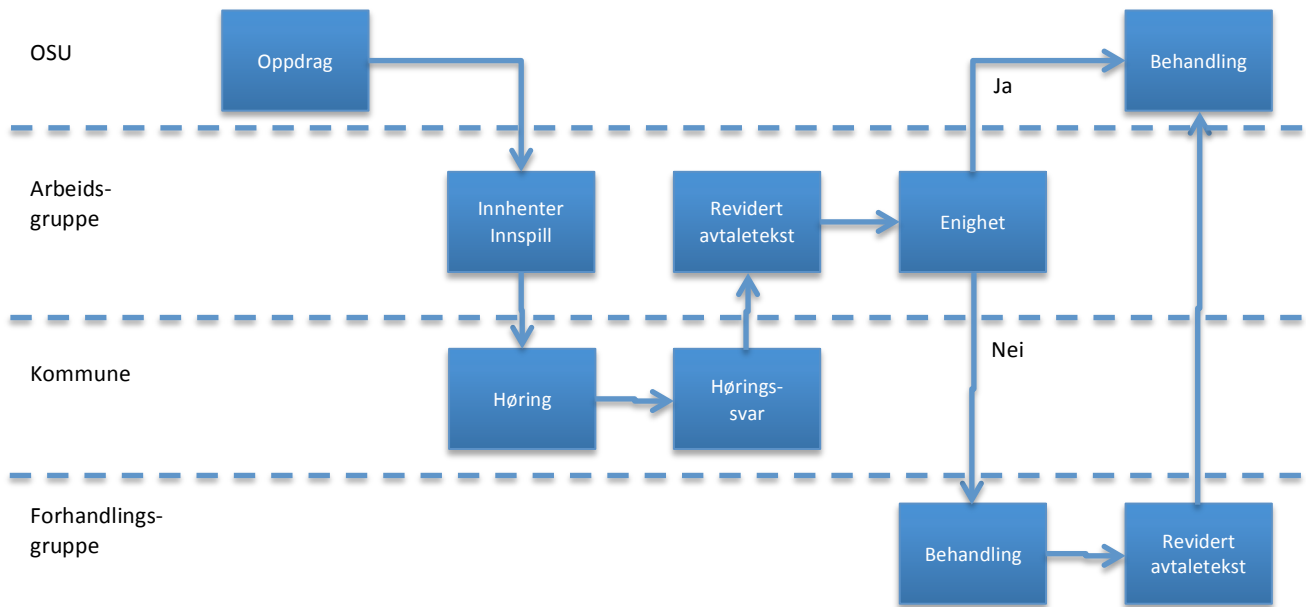 OSU
Oppdrag
Behandling
Ja
Arbeids-
gruppe
Innhenter
Innspill
Revidert
avtaletekst
Enighet
Nei
Kommune
Høring
Hørings-
svar
Forhandlings-
gruppe
Behandling
Revidert
avtaletekst